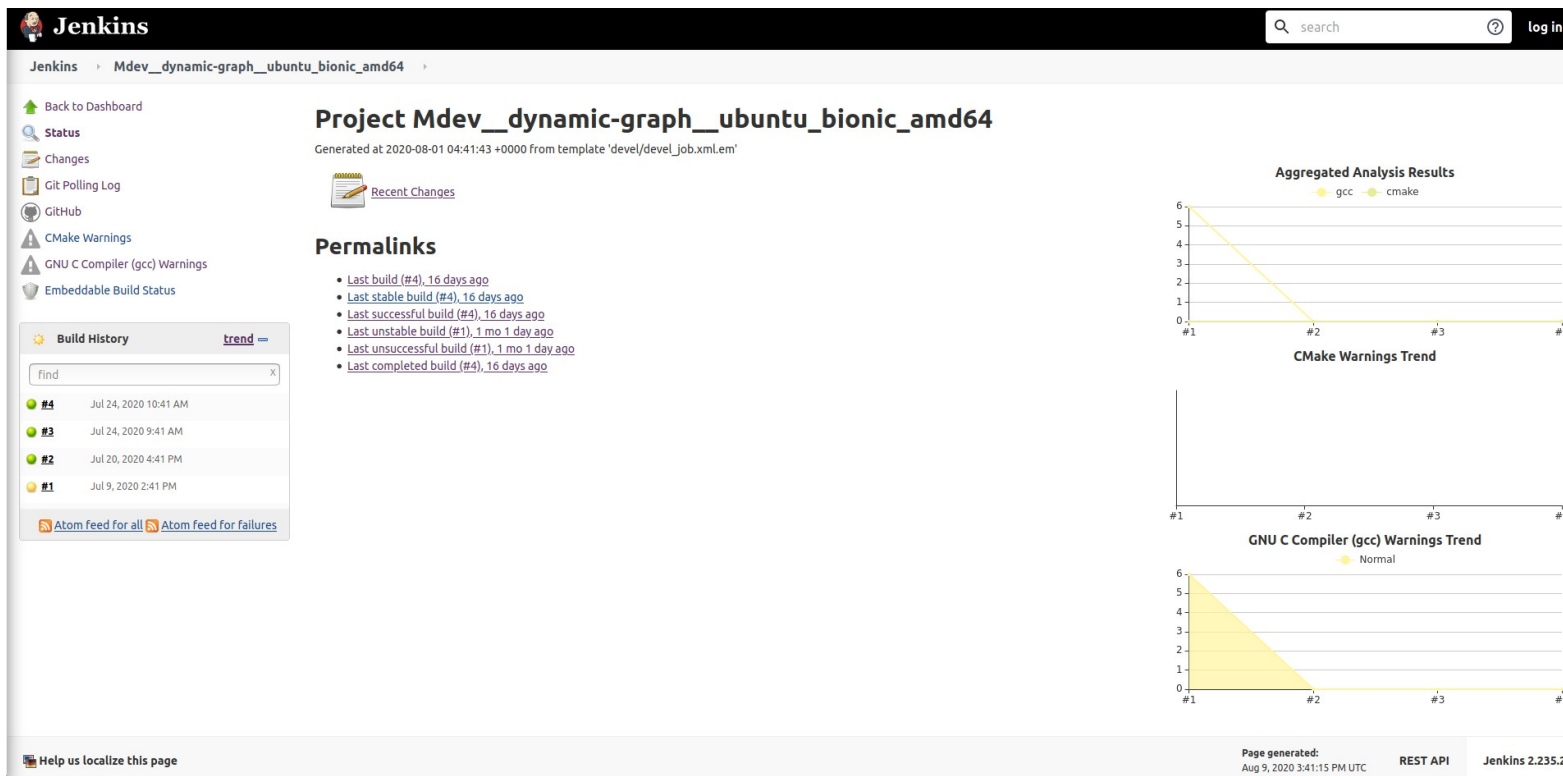 Jenkins
search
log in
Jenkins Mdev__dynamic-graph__ubuntu_bionic_amd64
Back to Dashboard
Status
Changes
Git Polling Log
GitHub
CMake Warnings
GNU C Compiler (gcc) Warnings
Embeddable Build Status
Build History trend
find x
#4 Jul 24, 2020 10:41 AM
#3 Jul 24, 2020 9:41 AM
#2 Jul 20, 2020 4:41 PM
#1 Jul 9, 2020 2:41 PM
Atom feed for all Atom feed for failures
Project Mdev__dynamic-graph__ubuntu_bionic_amd64
Generated at 2020-08-01 04:41:43 +0000 from template 'devel/devel_job.xml.em'
Recent Changes
Permalinks
Last build (#4), 16 days ago
Last stable build (#4), 16 days ago
Last successful build (#4), 16 days ago
Last unstable build (#1), 1 mo 1 day ago
Last unsuccessful build (#1), 1 mo 1 day ago
Last completed build (#4), 16 days ago
Aggregated Analysis Results
gcc cmake
6
5
4
3
2
1
0
#1 #2 #3 #
CMake Warnings Trend
#1 #2 #3 #
GNU C Compiler (gcc) Warnings Trend
Normal
6
5
4
3
2
1
0
#1 #2 #3 #
Help us localize this page
Page generated:
Aug 9, 2020 3:41:15 PM UTC
REST API
Jenkins 2.235.2